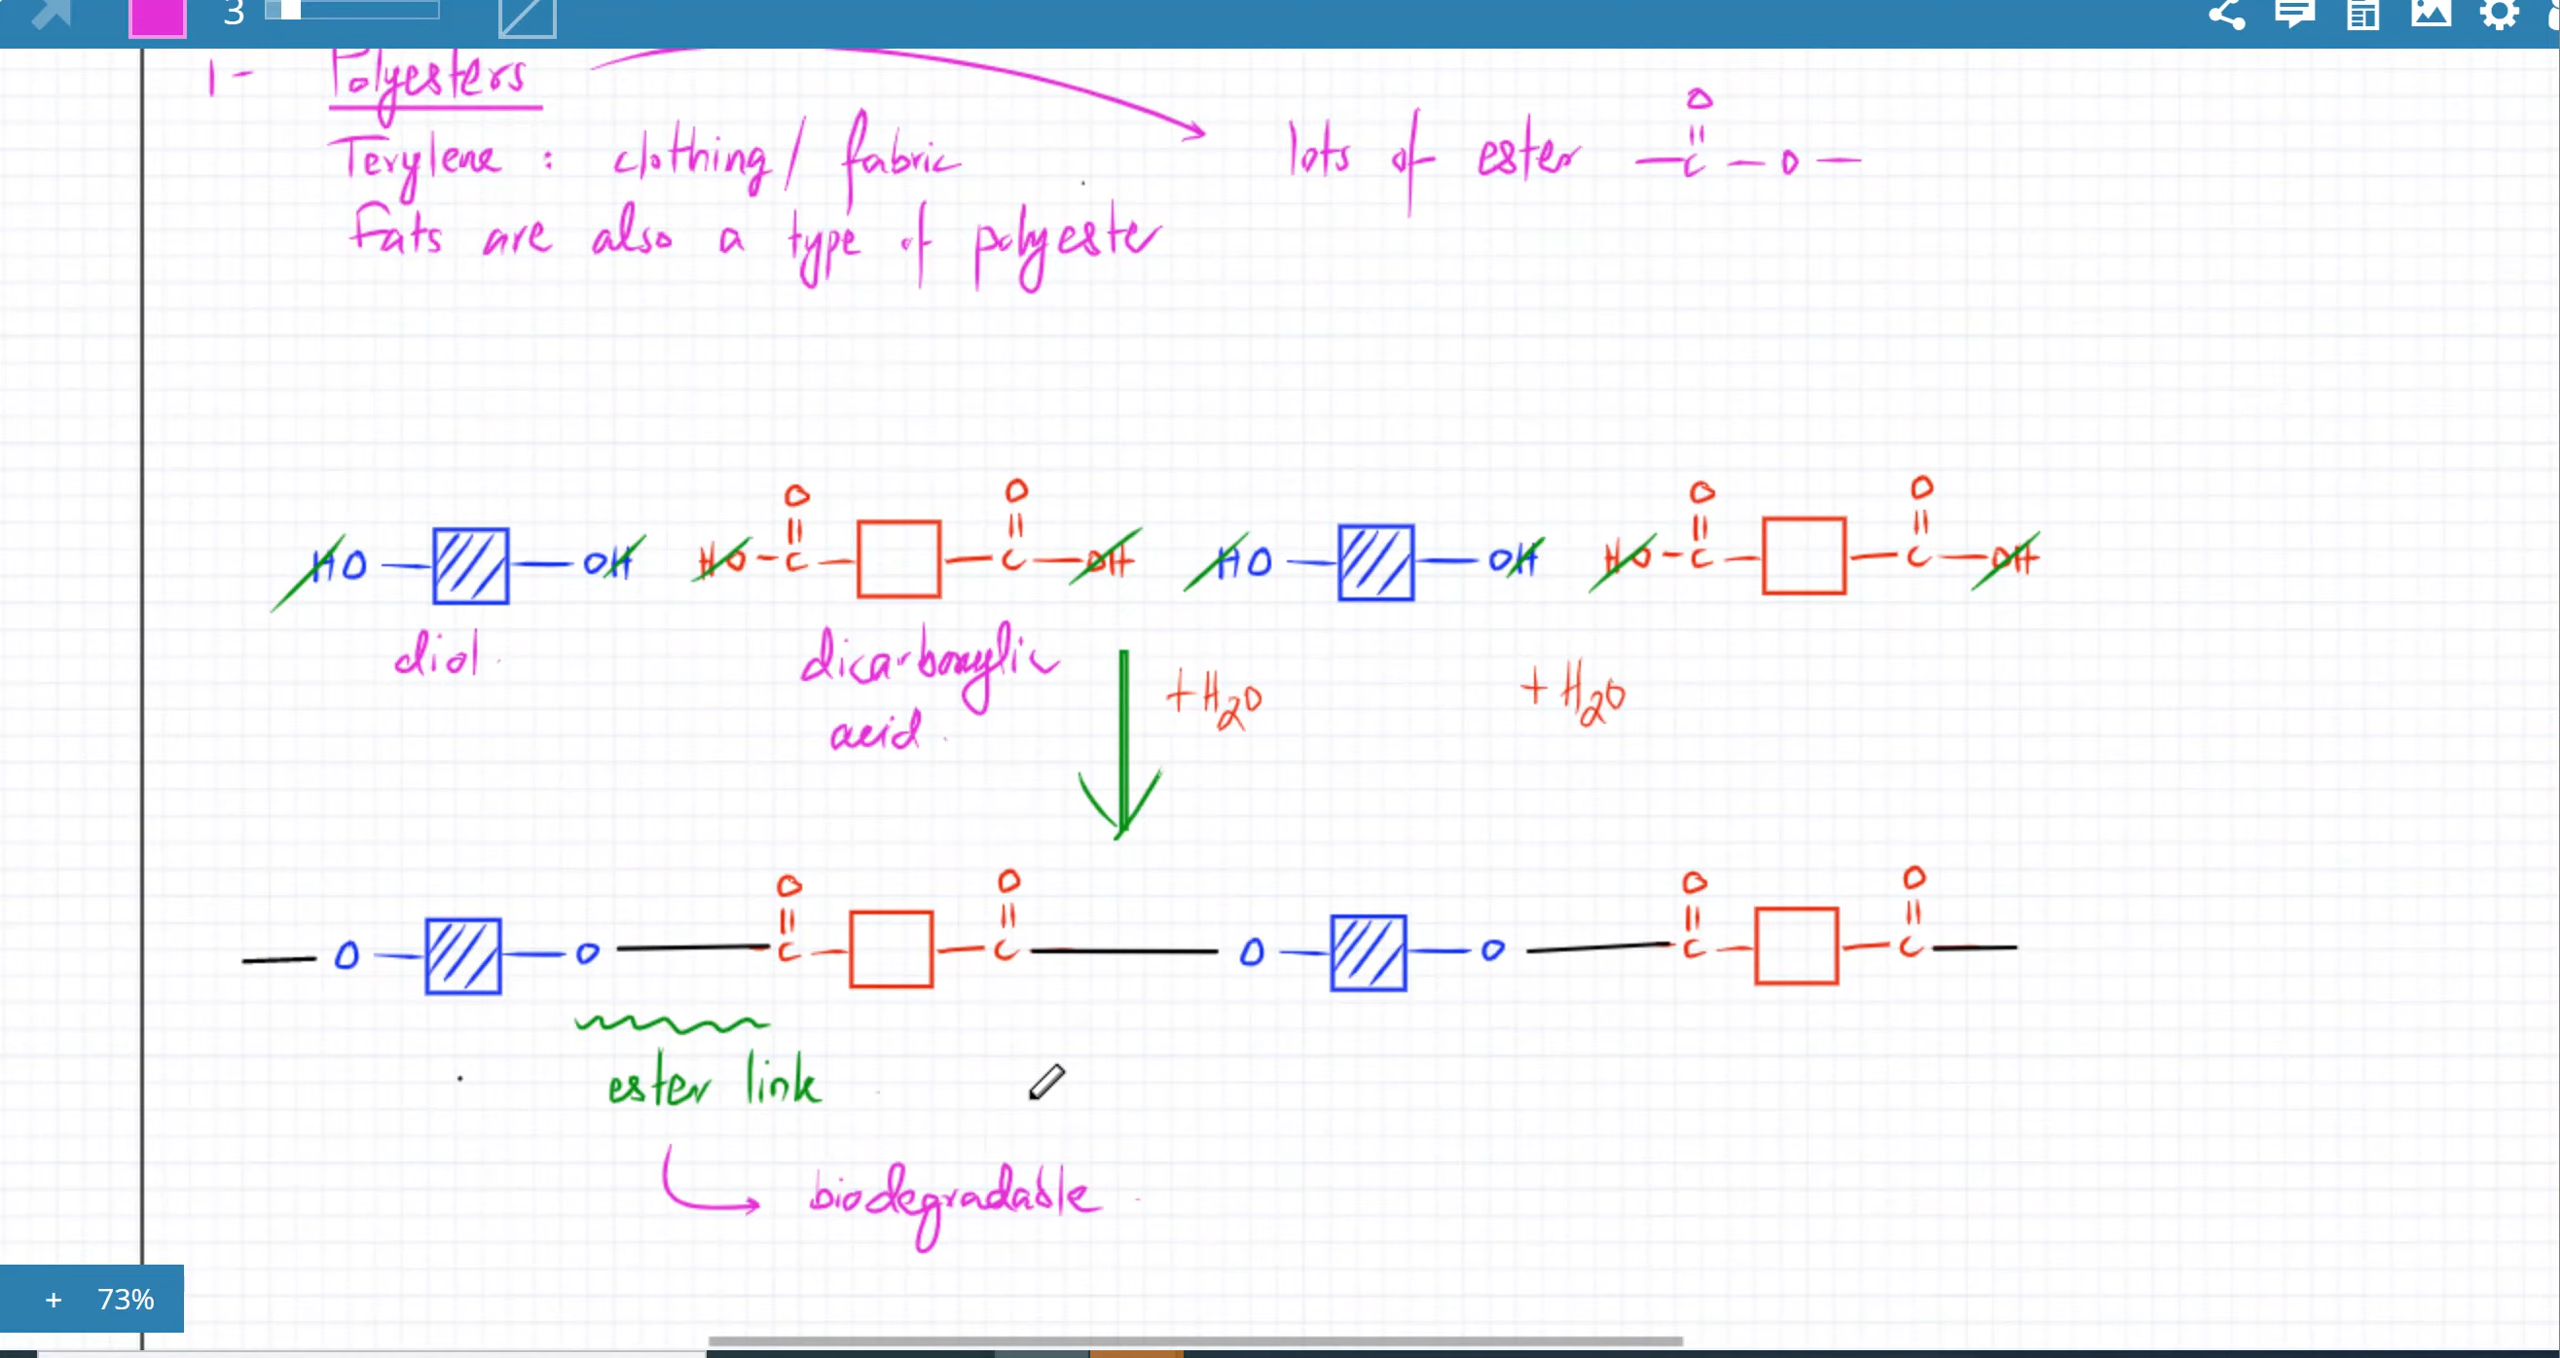 3
1- Polyesters
Terylene : clothing/ fabric
lots of ester
O
=
—C—O—
Fats are also a type of polyester
O O O O
HO — — OH HO - C — — C — OH HO — — OH HO - C — — C — OH
diol.
dicarboxylic
acid.
+H2O +H2O
O O O O
— O — — O — C — — C — O — — O — C — — C —
ester link
biodegradable
+ 73%